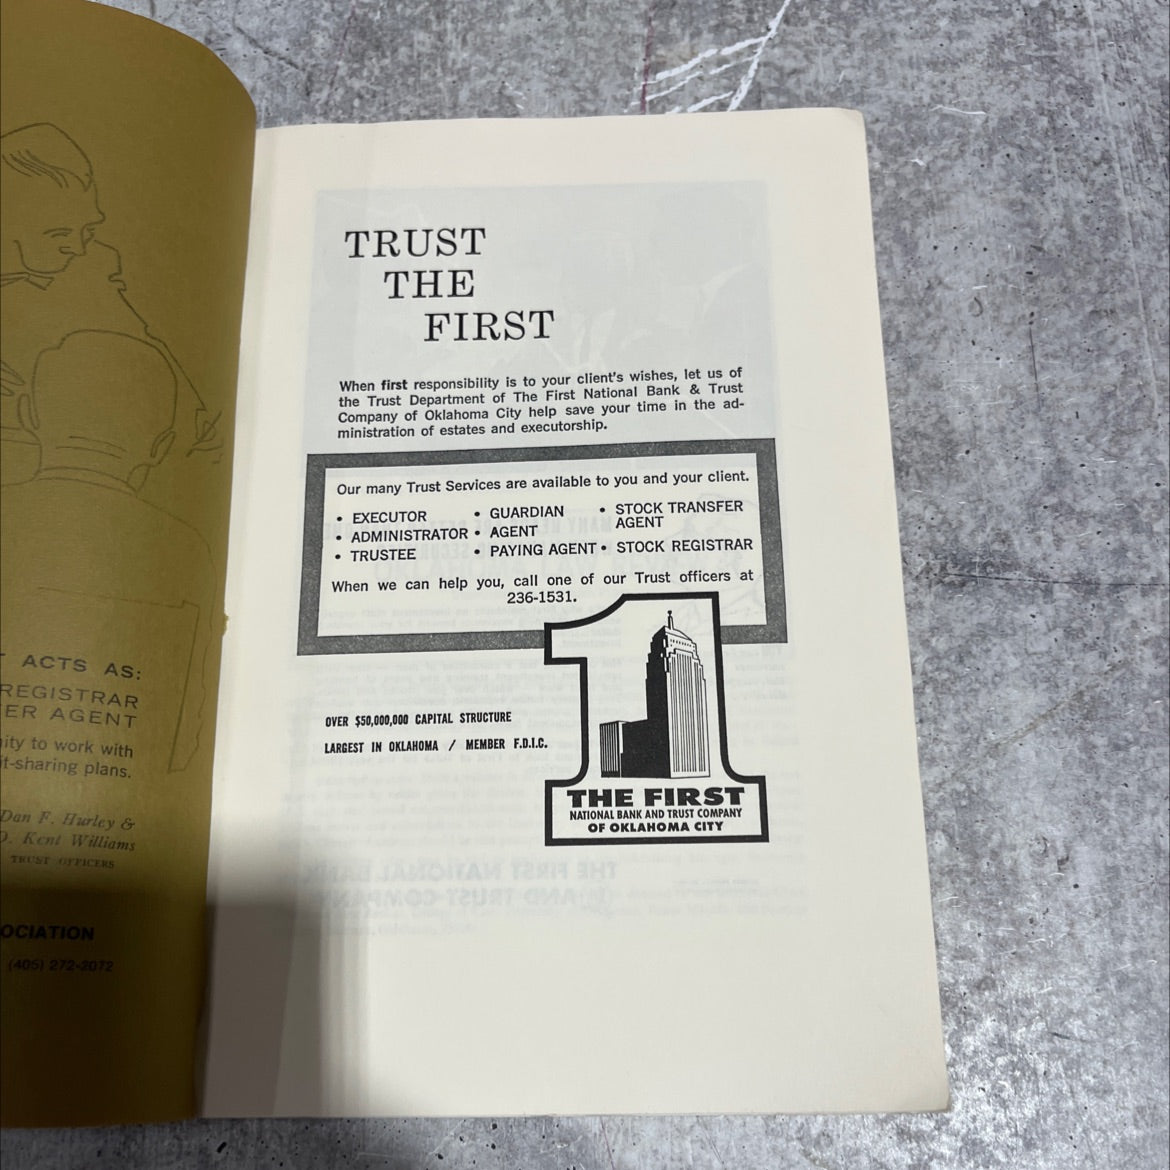 T ACTS AS:
REGISTRAR
ER AGENT
ity to work with
it-sharing plans.
Dan F. Hurley &
D. Kent Williams
TRUST OFFICERS
OCIATION
(405) 272-2072
TRUST
THE
FIRST
When first responsibility is to your client's wishes, let us of
the Trust Department of The First National Bank & Trust
Company of Oklahoma City help save your time in the ad-
ministration of estates and executorship.
Our many Trust Services are available to you and your client.
• EXECUTOR
• ADMINISTRATOR
• TRUSTEE
• GUARDIAN
• AGENT
• PAYING AGENT
• STOCK TRANSFER
AGENT
• STOCK REGISTRAR
When we can help you, call one of our Trust officers at
236-1531.
OVER $50,000,000 CAPITAL STRUCTURE
LARGEST IN OKLAHOMA / MEMBER F.D.I.C.
THE FIRST
NATIONAL BANK AND TRUST COMPANY
OF OKLAHOMA CITY